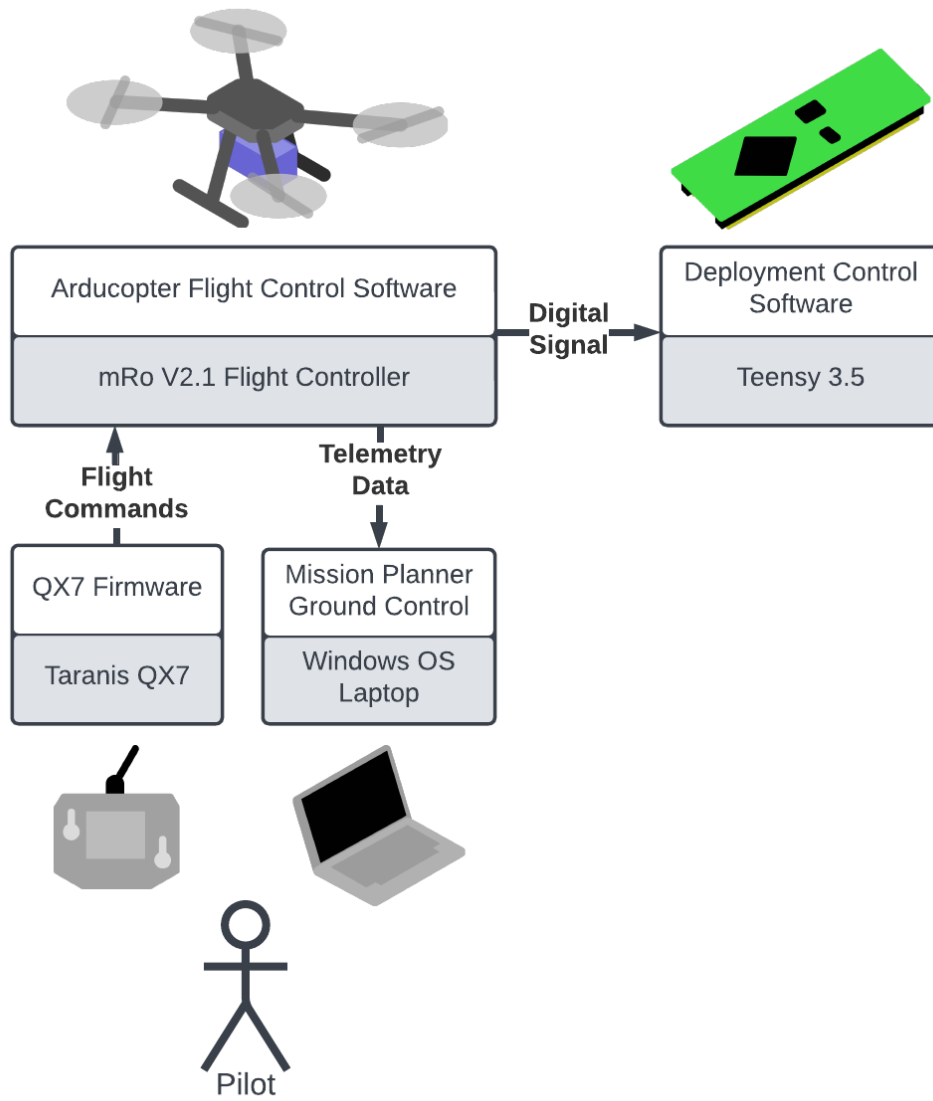 Arducopter Flight Control Software
mRo V2.1 Flight Controller
Digital
Signal
Deployment Control
Software
Teensy 3.5
Flight
Commands
Telemetry
Data
QX7 Firmware
Taranis QX7
Mission Planner
Ground Control
Windows OS
Laptop
Pilot